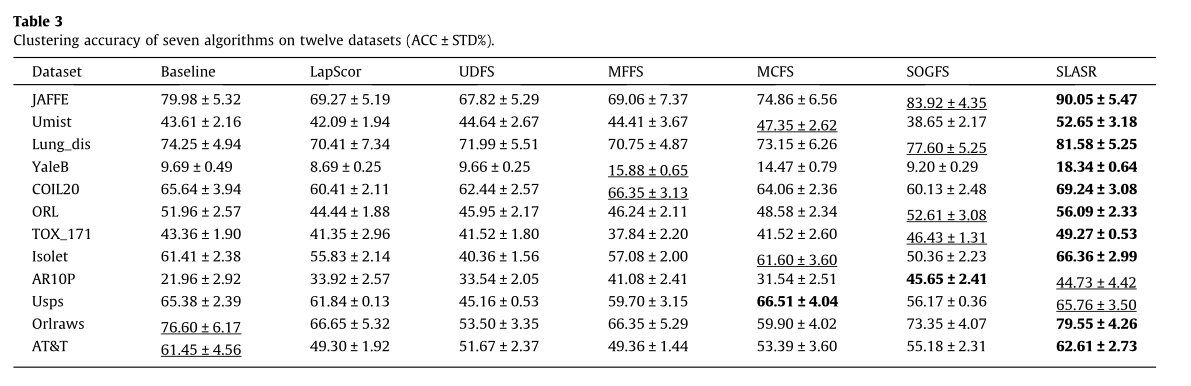 Table 3
Clustering accuracy of seven algorithms on twelve datasets (ACC ± STD%).
Dataset Baseline LapScor UDFS MFFS MCFS SOGFS SLASR
JAFFE 79.98 ± 5.32 69.27 ± 5.19 67.82 ± 5.29 69.06 ± 7.37 74.86 ± 6.56 83.92 ± 4.35 90.05 ± 5.47
Umist 43.61 ± 2.16 42.09 ± 1.94 44.64 ± 2.67 44.41 ± 3.67 47.35 ± 2.62 38.65 ± 2.17 52.65 ± 3.18
Lung_dis 74.25 ± 4.94 70.41 ± 7.34 71.99 ± 5.51 70.75 ± 4.87 73.15 ± 6.26 77.60 ± 5.25 81.58 ± 5.25
YaleB 9.69 ± 0.49 8.69 ± 0.25 9.66 ± 0.25 15.88 ± 0.65 14.47 ± 0.79 9.20 ± 0.29 18.34 ± 0.64
COIL20 65.64 ± 3.94 60.41 ± 2.11 62.44 ± 2.57 66.35 ± 3.13 64.06 ± 2.36 60.13 ± 2.48 69.24 ± 3.08
ORL 51.96 ± 2.57 44.44 ± 1.88 45.95 ± 2.17 46.24 ± 2.11 48.58 ± 2.34 52.61 ± 3.08 56.09 ± 2.33
TOX_171 43.36 ± 1.90 41.35 ± 2.96 41.52 ± 1.80 37.84 ± 2.20 41.52 ± 2.60 46.43 ± 1.31 49.27 ± 0.53
Isolet 61.41 ± 2.38 55.83 ± 2.14 40.36 ± 1.56 57.08 ± 2.00 61.60 ± 3.60 50.36 ± 2.23 66.36 ± 2.99
AR10P 21.96 ± 2.92 33.92 ± 2.57 33.54 ± 2.05 41.08 ± 2.41 31.54 ± 2.51 45.65 ± 2.41 44.73 ± 4.42
Usps 65.38 ± 2.39 61.84 ± 0.13 45.16 ± 0.53 59.70 ± 3.15 66.51 ± 4.04 56.17 ± 0.36 65.76 ± 3.50
Orlraws 76.60 ± 6.17 66.65 ± 5.32 53.50 ± 3.35 66.35 ± 5.29 59.90 ± 4.02 73.35 ± 4.07 79.55 ± 4.26
AT&T 61.45 ± 4.56 49.30 ± 1.92 51.67 ± 2.37 49.36 ± 1.44 53.39 ± 3.60 55.18 ± 2.31 62.61 ± 2.73